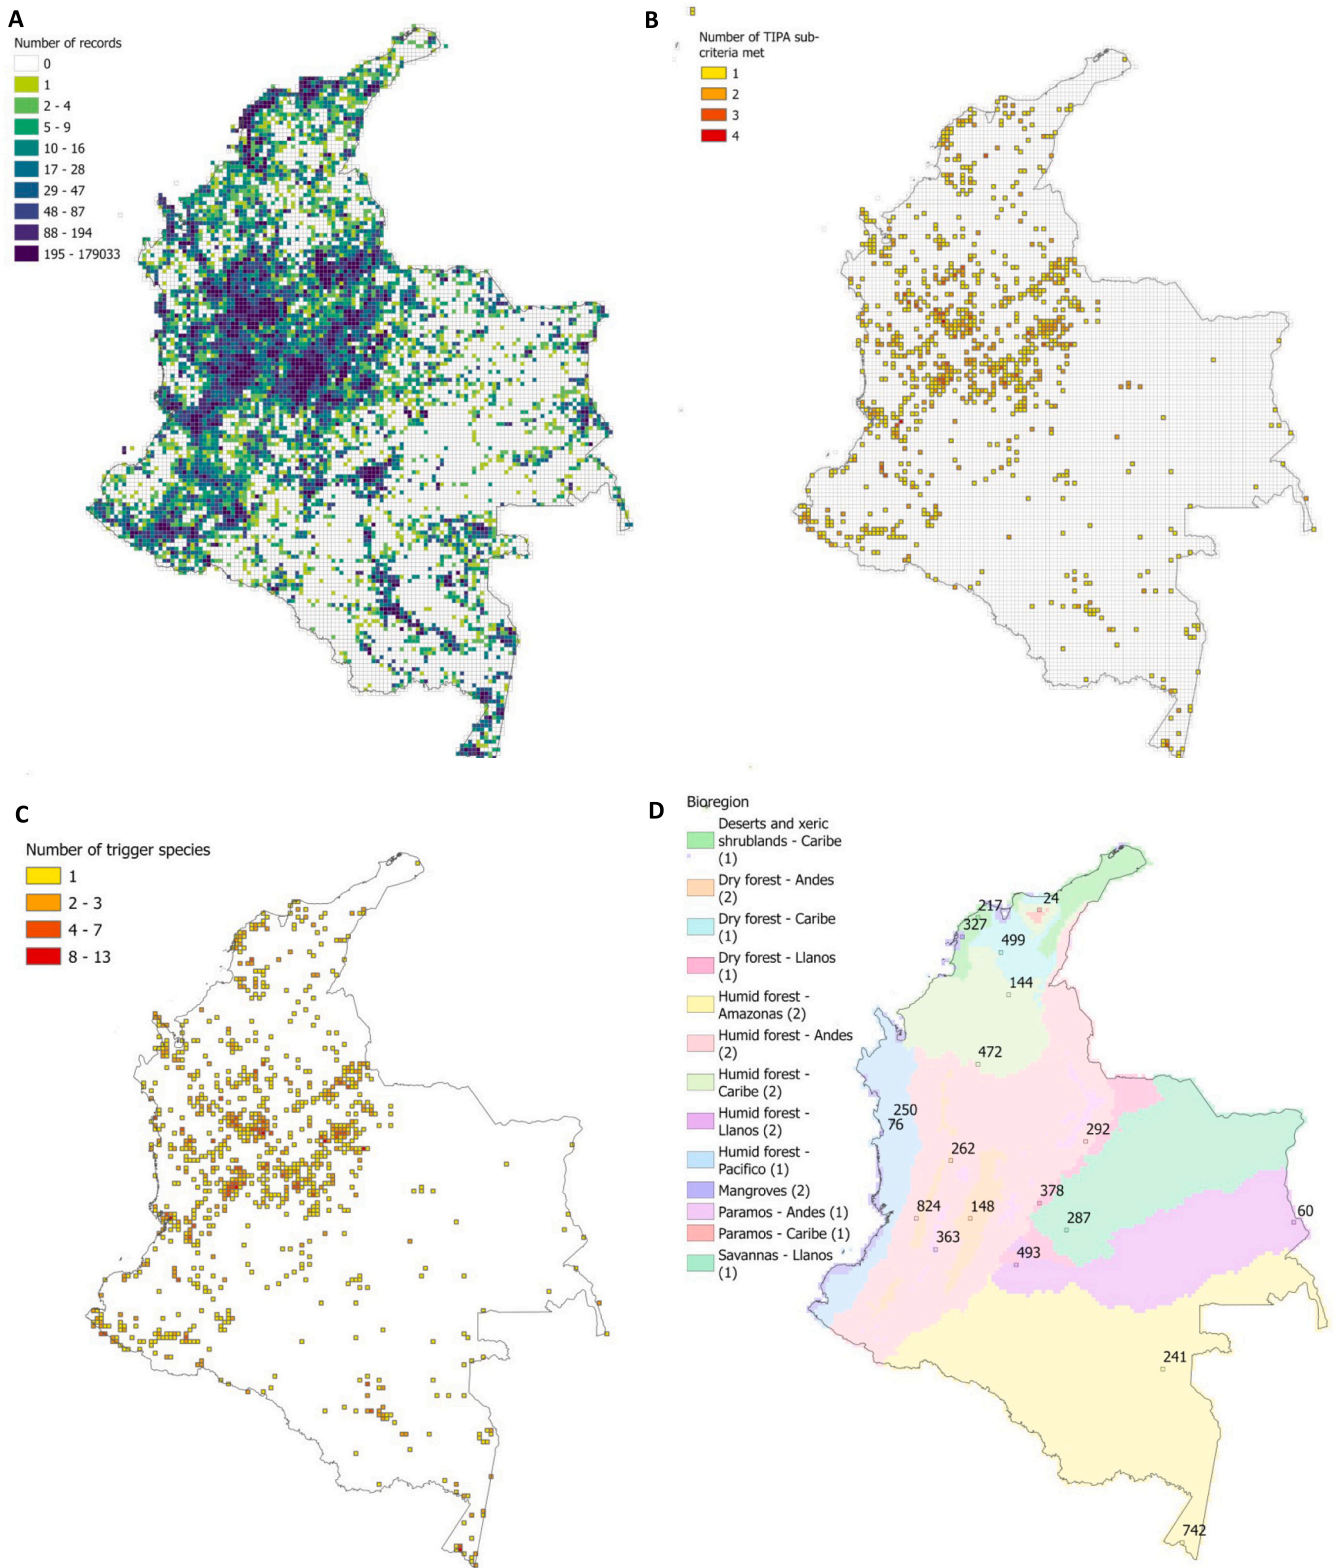 A
Number of records
0
1
2 - 4
5 - 9
10 - 16
17 - 28
29 - 47
48 - 87
88 - 194
195 - 179033
B
Number of TIPA sub-
criteria met
1
2
3
4
C
Number of trigger species
1
2 - 3
4 - 7
8 - 13
D
Bioregion
Deserts and xeric
shrublands - Caribe
(1)
Dry forest - Andes
(2)
Dry forest - Caribe
(1)
Dry forest - Llanos
(1)
Humid forest -
Amazonas (2)
Humid forest - Andes
(2)
Humid forest -
Caribe (2)
Humid forest -
Llanos (2)
Humid forest -
Pacifico (1)
Mangroves (2)
Paramos - Andes (1)
Paramos - Caribe (1)
Savannas - Llanos
(1)
24
217
327
499
144
472
250
76
292
262
378
824
148
287
60
363
493
241
742